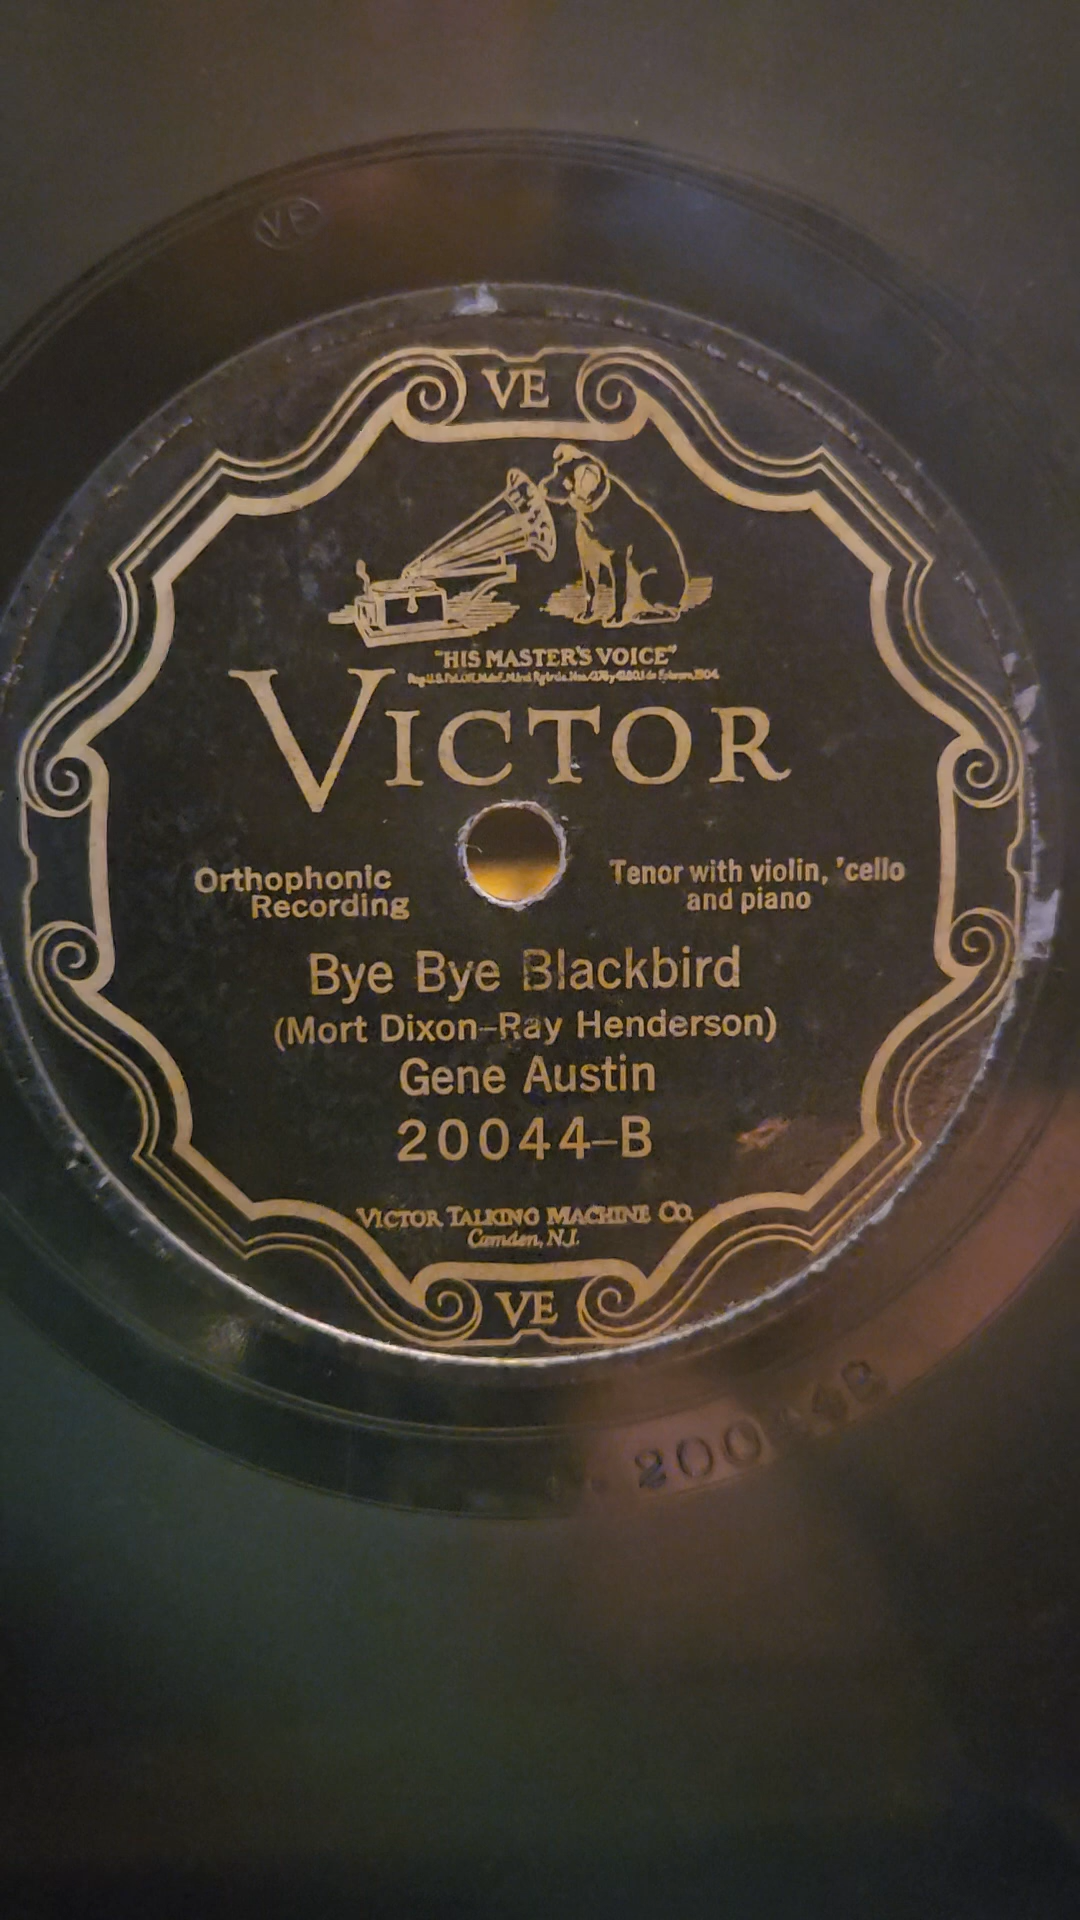 VE
VE
"HIS MASTER'S VOICE"
VICTOR
Orthophonic
Recording
Tenor with violin, 'cello
and piano
Bye Bye Blackbird
(Mort Dixon–Ray Henderson)
Gene Austin
20044–B
VICTOR TALKING MACHINE CO.
Camden, N.J.
VE